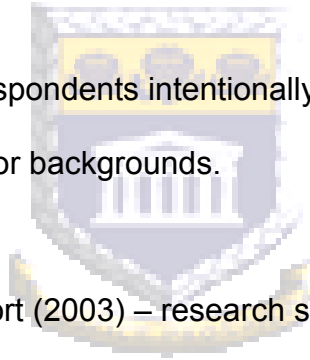 spondents intentionally
or backgrounds.
ort (2003) – research s